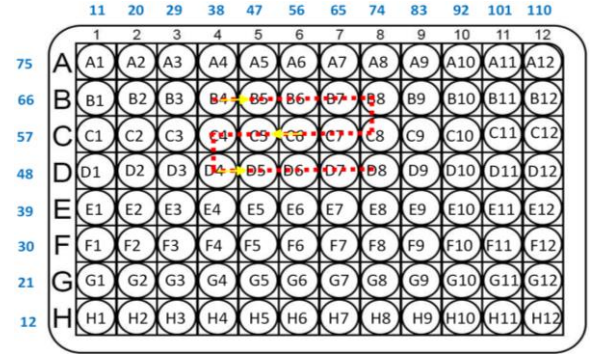 11 20 29 38 47 56 65 74 83 92 101 110
1 2 3 4 5 6 7 8 9 10 11 12
75 A A1 A2 A3 A4 A5 A6 A7 A8 A9 A10 A11 A12
66 B B1 B2 B3 B4 B5 B6 B7 B8 B9 B10 B11 B12
57 C C1 C2 C3 C4 C5 C6 C7 C8 C9 C10 C11 C12
48 D D1 D2 D3 D4 D5 D6 D7 D8 D9 D10 D11 D12
39 E E1 E2 E3 E4 E5 E6 E7 E8 E9 E10 E11 E12
30 F F1 F2 F3 F4 F5 F6 F7 F8 F9 F10 F11 F12
21 G G1 G2 G3 G4 G5 G6 G7 G8 G9 G10 G11 G12
12 H H1 H2 H3 H4 H5 H6 H7 H8 H9 H10 H11 H12